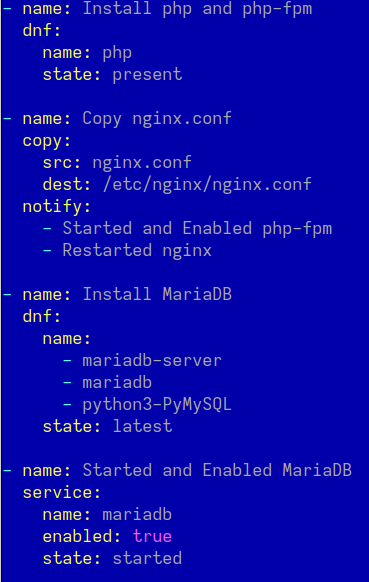 - name: Install php and php-fpm
  dnf:
    name: php
    state: present

- name: Copy nginx.conf
  copy:
    src: nginx.conf
    dest: /etc/nginx/nginx.conf
  notify:
    - Started and Enabled php-fpm
    - Restarted nginx

- name: Install MariaDB
  dnf:
    name:
      - mariadb-server
      - mariadb
      - python3-PyMySQL
    state: latest

- name: Started and Enabled MariaDB
  service:
    name: mariadb
    enabled: true
    state: started